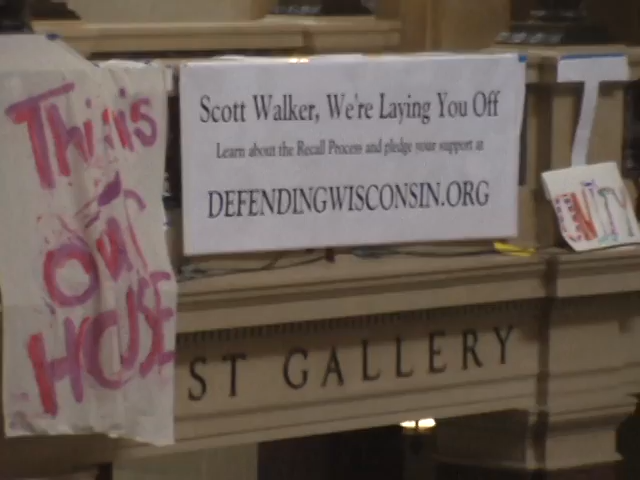 This is
our
HOUSE
Scott Walker, We're Laying You Off
Learn about the Recall Process and pledge your support at
DEFENDINGWISCONSIN.ORG
ST GALLERY